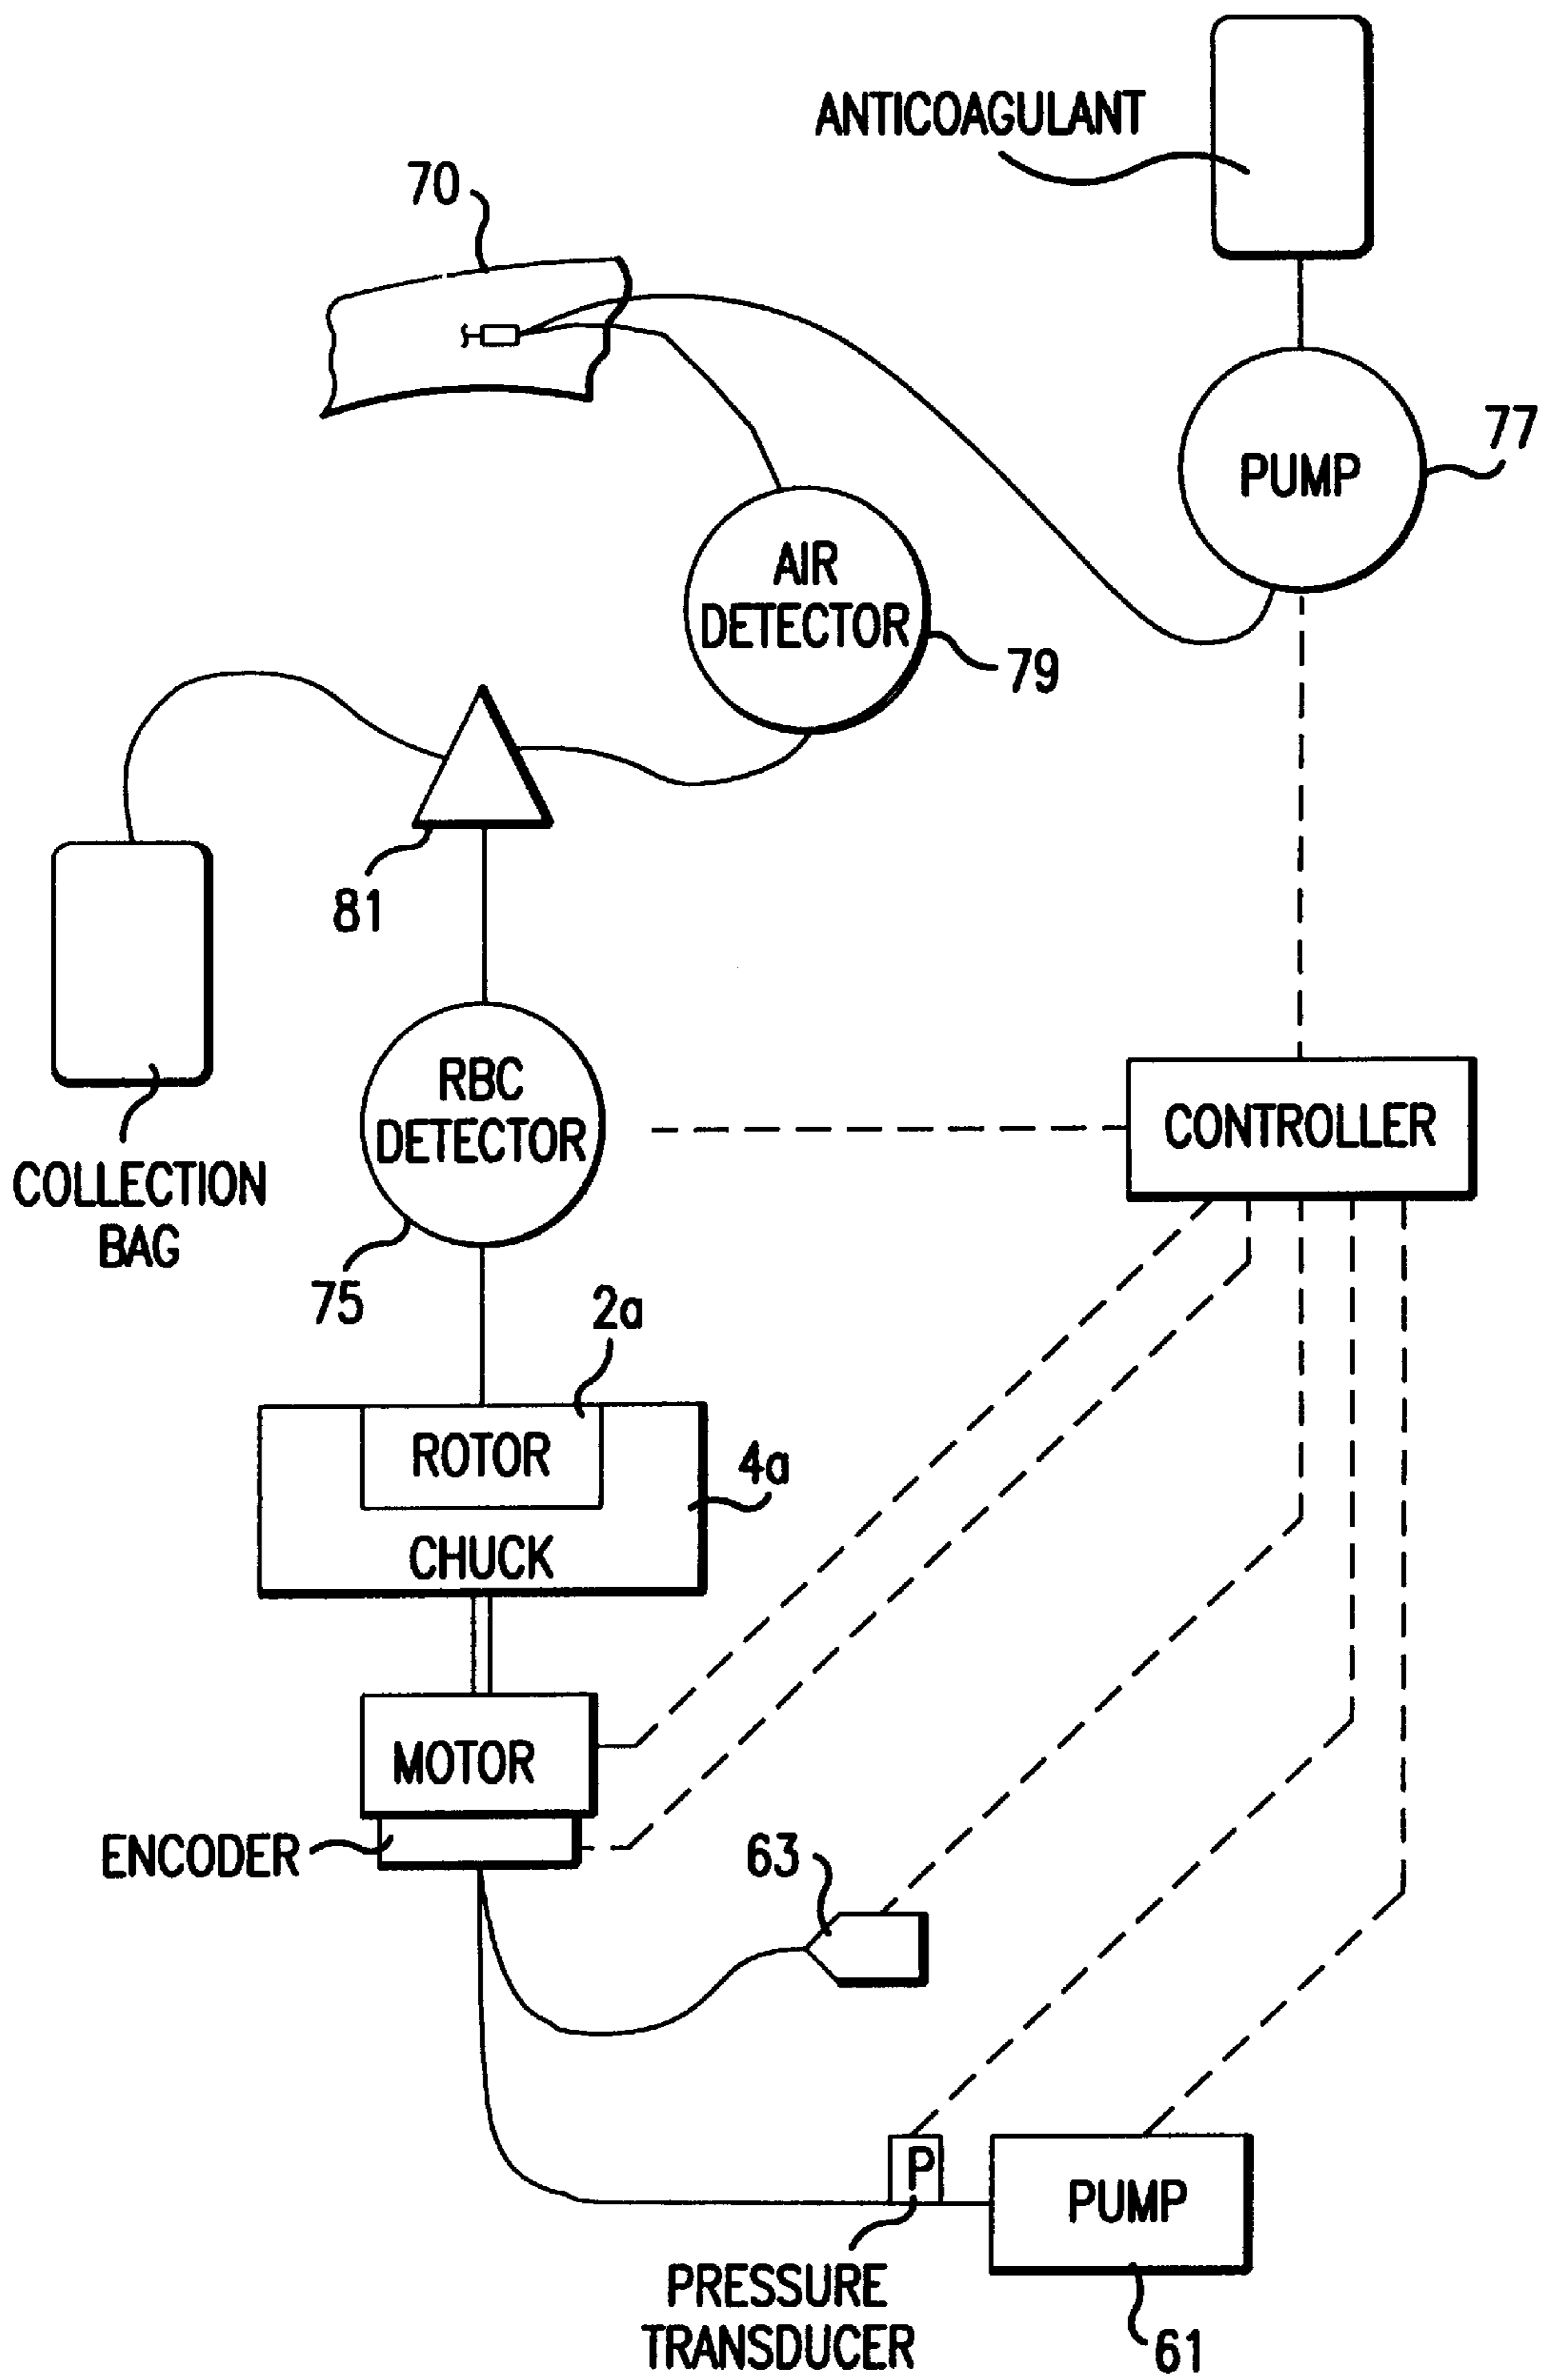 ANTICOAGULANT
70
77
PUMP
AIR
DETECTOR
79
81
RBC
DETECTOR
CONTROLLER
COLLECTION
BAG
75
2a
ROTOR
4a
CHUCK
MOTOR
ENCODER
63
P
PUMP
PRESSURE
TRANSDUCER
61